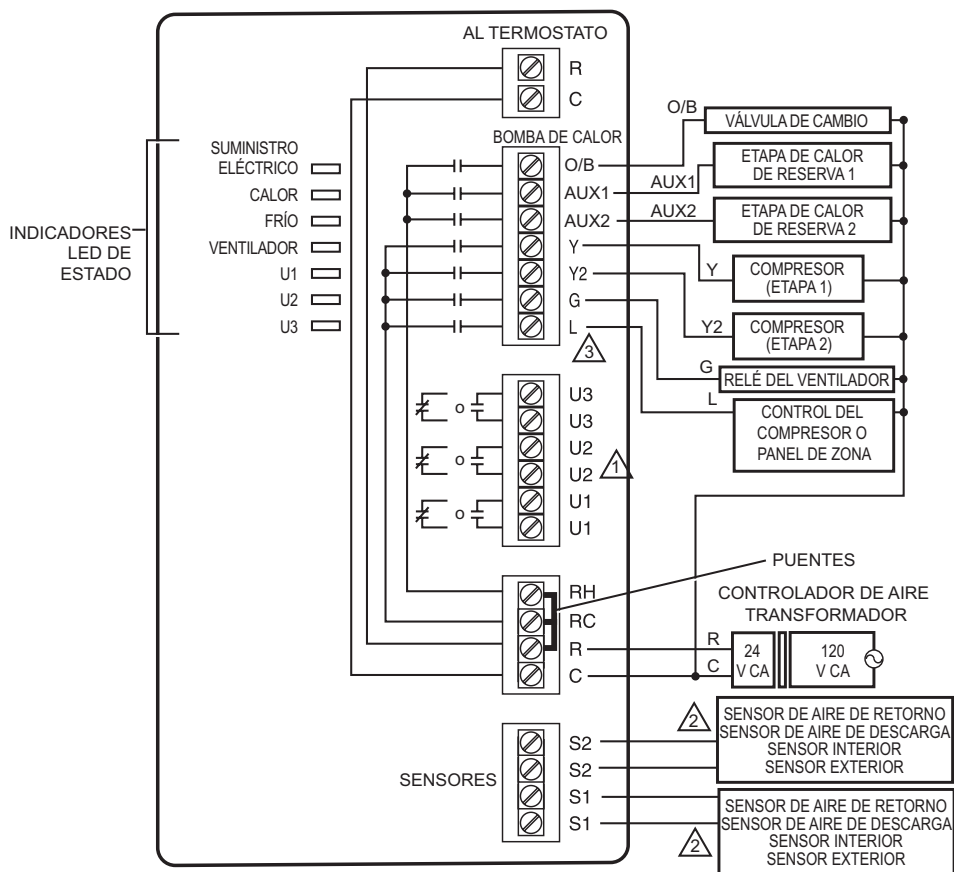 AL TERMOSTATO
R
C
INDICADORES
LED DE
ESTADO
SUMINISTRO
ELÉCTRICO
CALOR
FRÍO
VENTILADOR
U1
U2
U3
BOMBA DE CALOR
O/B
AUX1
AUX2
Y
Y2
G
L
3
O/B
AUX1
AUX2
Y
Y2
G
L
VÁLVULA DE CAMBIO
ETAPA DE CALOR
DE RESERVA 1
ETAPA DE CALOR
DE RESERVA 2
COMPRESOR
(ETAPA 1)
COMPRESOR
(ETAPA 2)
RELÉ DEL VENTILADOR
CONTROL DEL
COMPRESOR O
PANEL DE ZONA
o
o
o
U3
U3
U2
U2
U1
U1
1
PUENTES
RH
RC
R
C
CONTROLADOR DE AIRE
TRANSFORMADOR
R
C
24
V CA
120
V CA
SENSORES
S2
S2
S1
S1
2
SENSOR DE AIRE DE RETORNO
SENSOR DE AIRE DE DESCARGA
SENSOR INTERIOR
SENSOR EXTERIOR
2
SENSOR DE AIRE DE RETORNO
SENSOR DE AIRE DE DESCARGA
SENSOR INTERIOR
SENSOR EXTERIOR